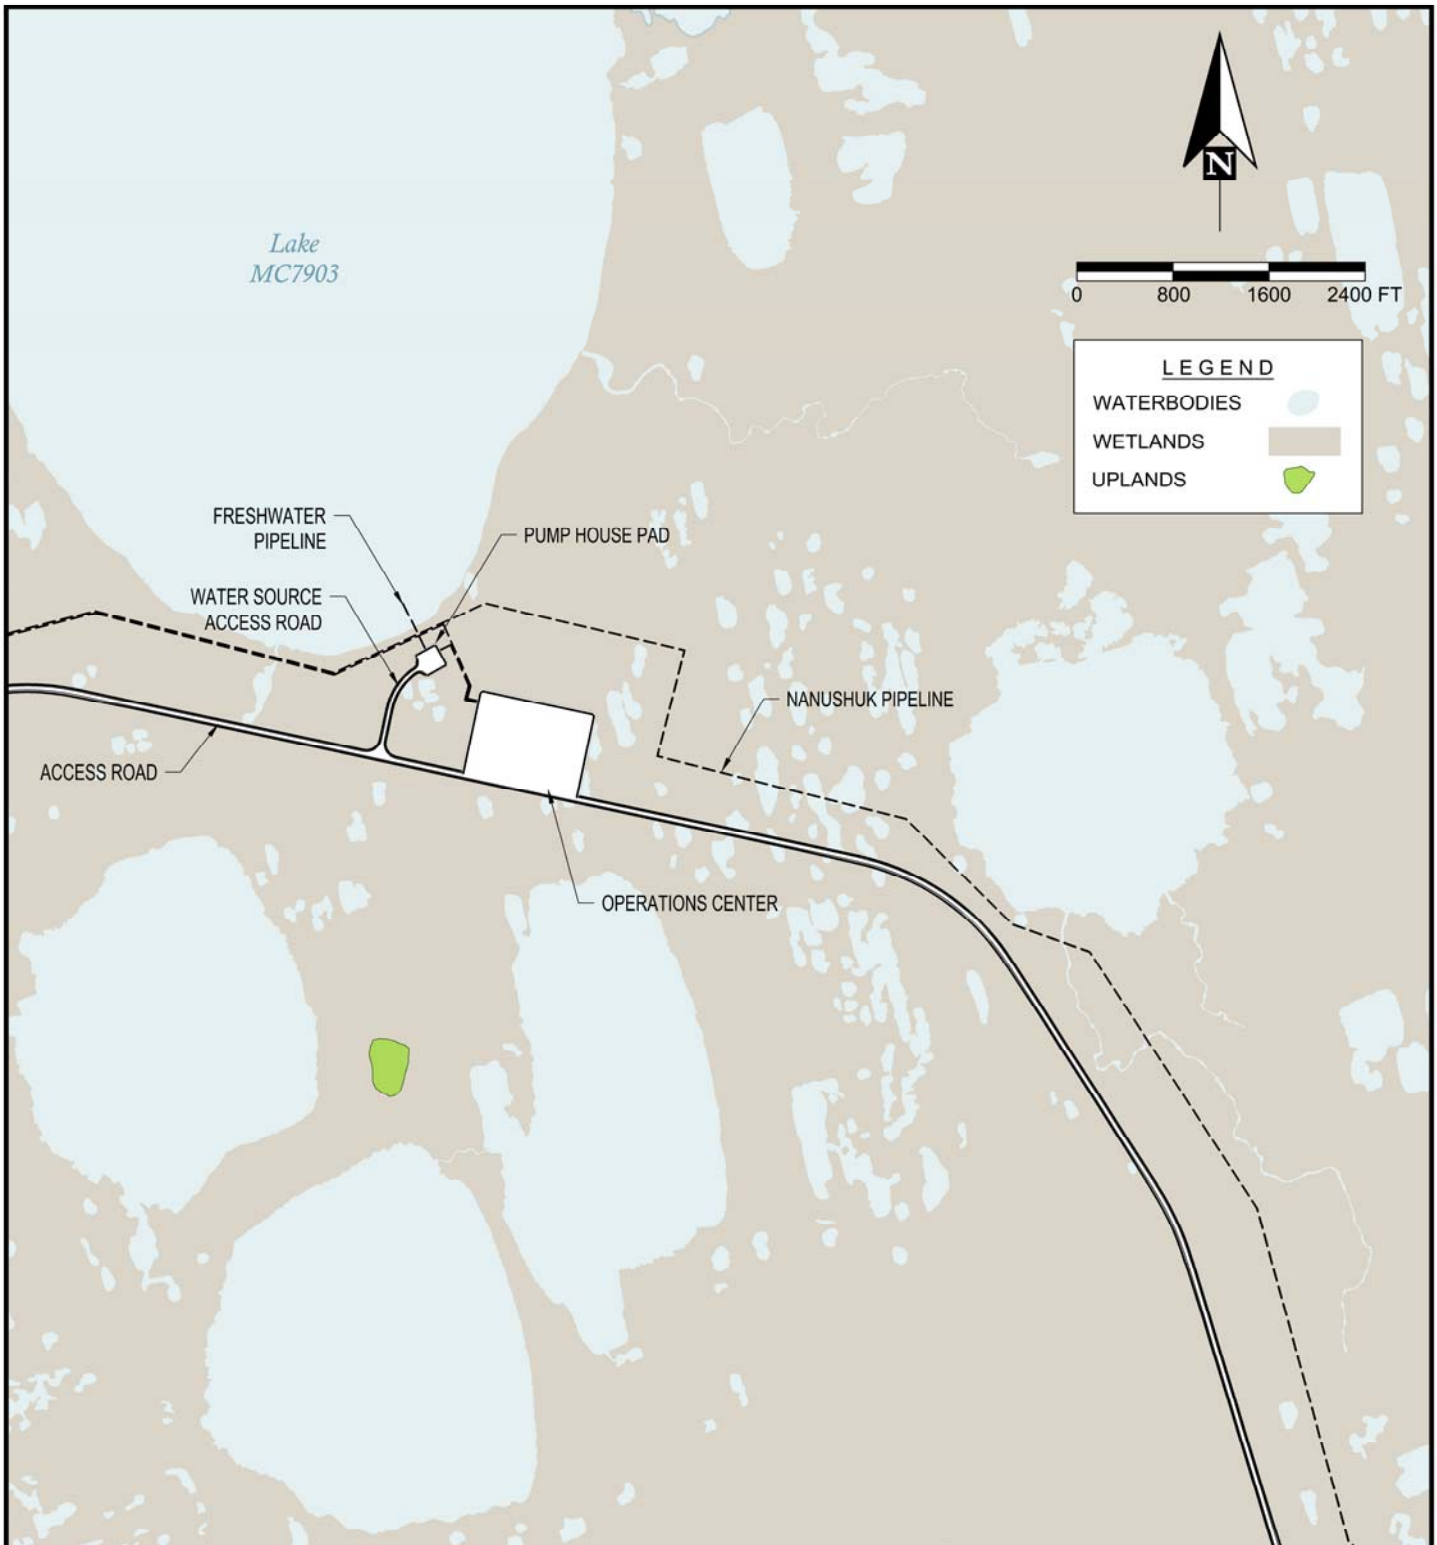 N
Lake
MC7903
0 800 1600 2400 FT
LEGEND
WATERBODIES
WETLANDS
UPLANDS
FRESHWATER
PIPELINE
PUMP HOUSE PAD
WATER SOURCE
ACCESS ROAD
NANUSHUK PIPELINE
ACCESS ROAD
OPERATIONS CENTER